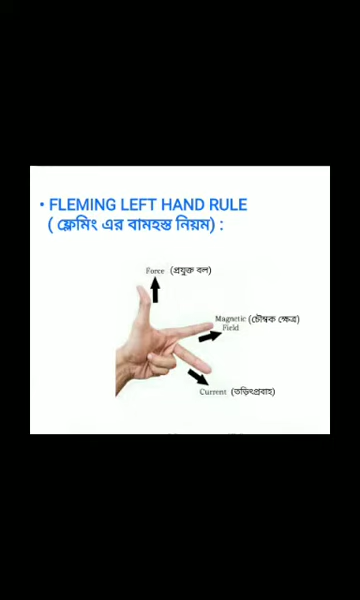 • FLEMING LEFT HAND RULE
( ফ্লেমিং এর বামহস্ত নিয়ম) :
Force (প্রযুক্ত বল)
Magnetic (চৌম্বক ক্ষেত্র)
Field
Current (তড়িৎপ্রবাহ)